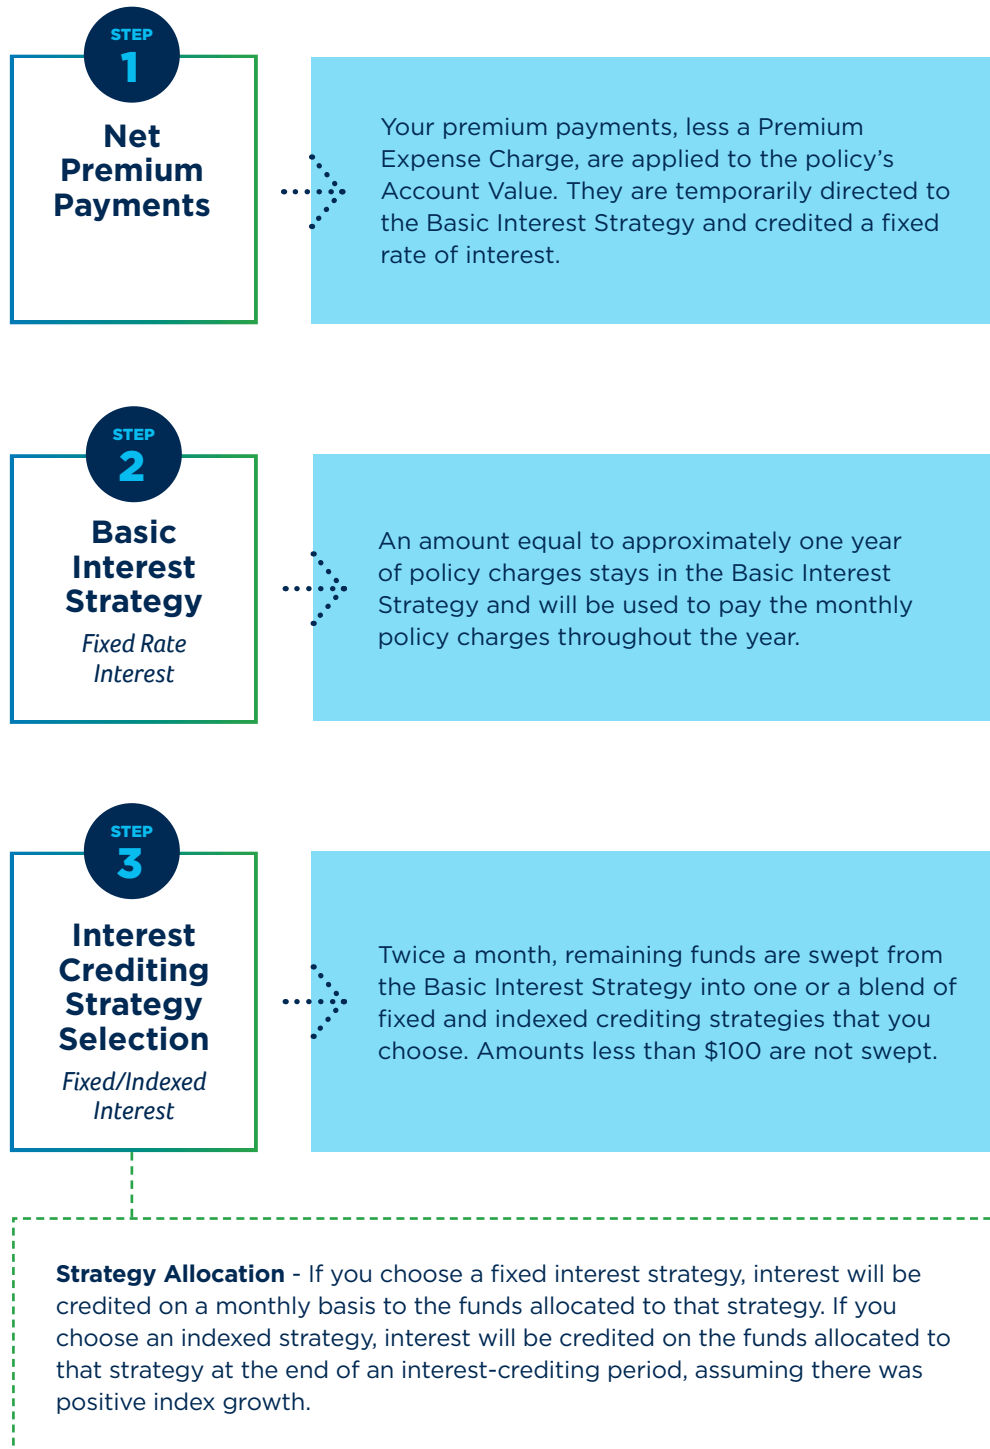 STEP
1
Net
Premium
Payments
Your premium payments, less a Premium
Expense Charge, are applied to the policy’s
Account Value. They are temporarily directed to
the Basic Interest Strategy and credited a fixed
rate of interest.
STEP
2
Basic
Interest
Strategy
Fixed Rate
Interest
An amount equal to approximately one year
of policy charges stays in the Basic Interest
Strategy and will be used to pay the monthly
policy charges throughout the year.
STEP
3
Interest
Crediting
Strategy
Selection
Fixed/Indexed
Interest
Twice a month, remaining funds are swept from
the Basic Interest Strategy into one or a blend of
fixed and indexed crediting strategies that you
choose. Amounts less than $100 are not swept.
Strategy Allocation - If you choose a fixed interest strategy, interest will be
credited on a monthly basis to the funds allocated to that strategy. If you
choose an indexed strategy, interest will be credited on the funds allocated to
that strategy at the end of an interest-crediting period, assuming there was
positive index growth.